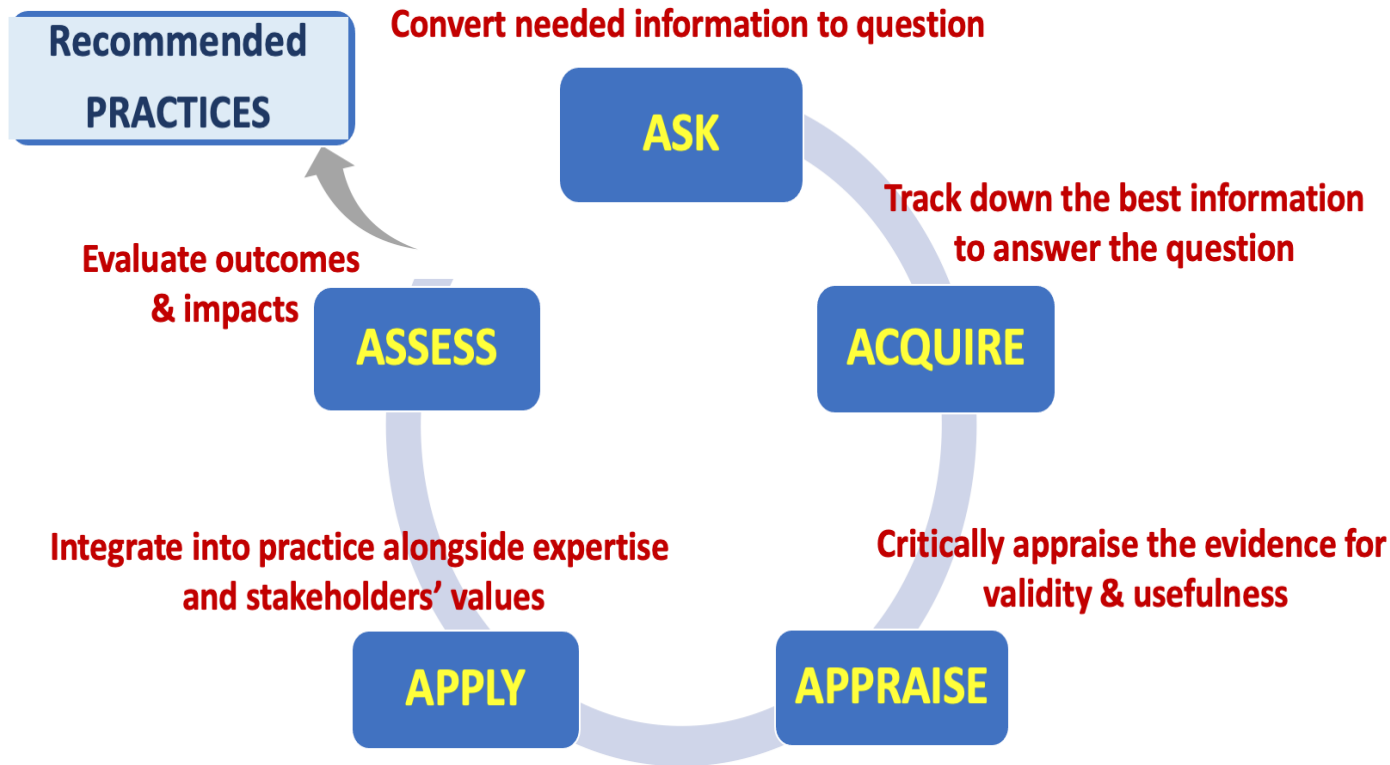 Recommended
PRACTICES
Convert needed information to question
ASK
Track down the best information
to answer the question
ACQUIRE
Critically appraise the evidence for
validity & usefulness
APPRAISE
Integrate into practice alongside expertise
and stakeholders’ values
APPLY
Evaluate outcomes
& impacts
ASSESS